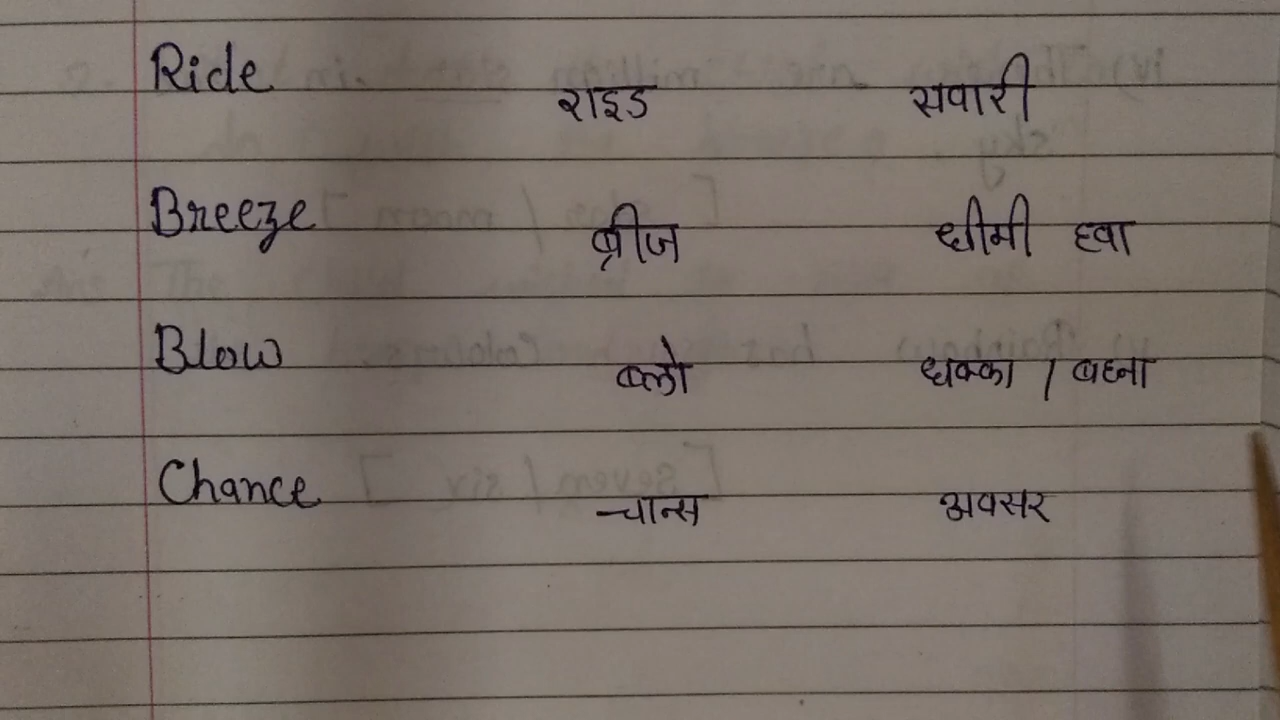 Ride राइड सवारी
Breeze ब्रीज धीमी हवा
Blow ब्लो धक्का / बहना
Chance चान्स अवसर